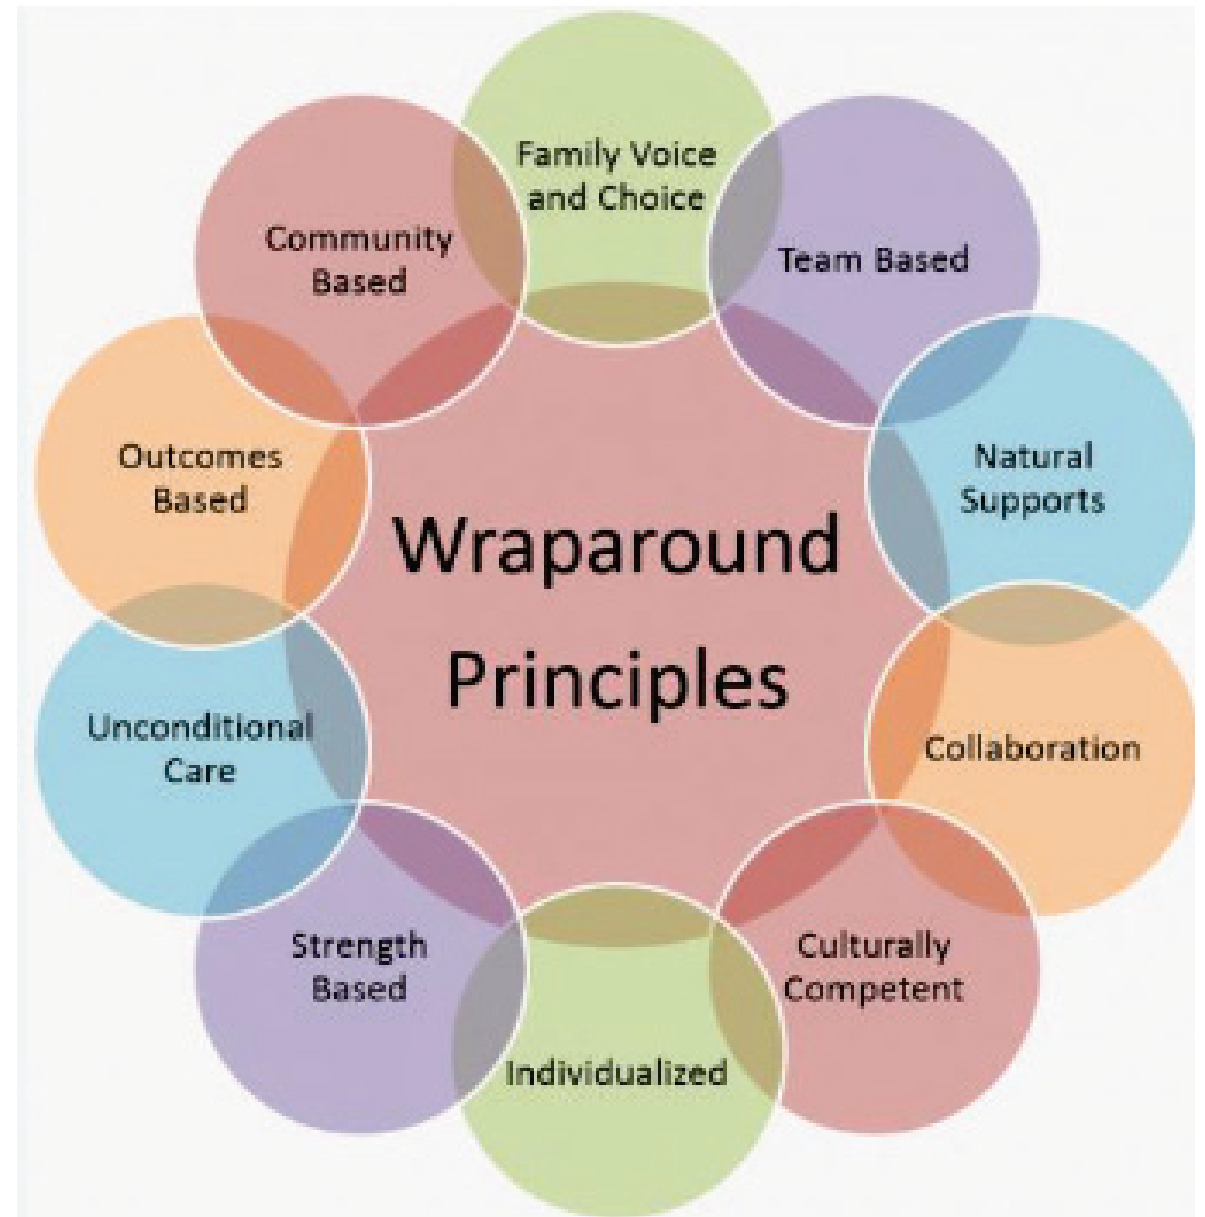 Family Voice
and Choice
Team Based
Natural
Supports
Collaboration
Culturally
Competent
Individualized
Strength
Based
Unconditional
Care
Outcomes
Based
Community
Based
Wraparound
Principles